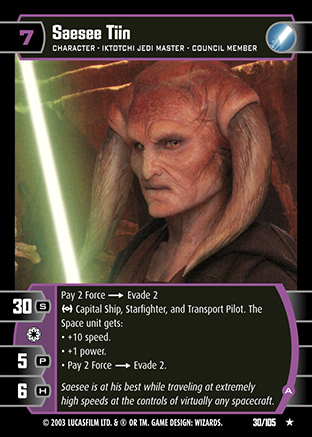 7 Saesee Tiin
CHARACTER • IKTOTCHI JEDI MASTER • COUNCIL MEMBER
30 S
5 P
6 H
Pay 2 Force → Evade 2
Capital Ship, Starfighter, and Transport Pilot. The
Space unit gets:
• +10 speed.
• +1 power.
• Pay 2 Force → Evade 2.
Saesee is at his best while traveling at extremely
high speeds at the controls of virtually any spacecraft.
A
© 2003 LUCASFILM LTD. & ® OR TM. GAME DESIGN: WIZARDS. 30/105 ★